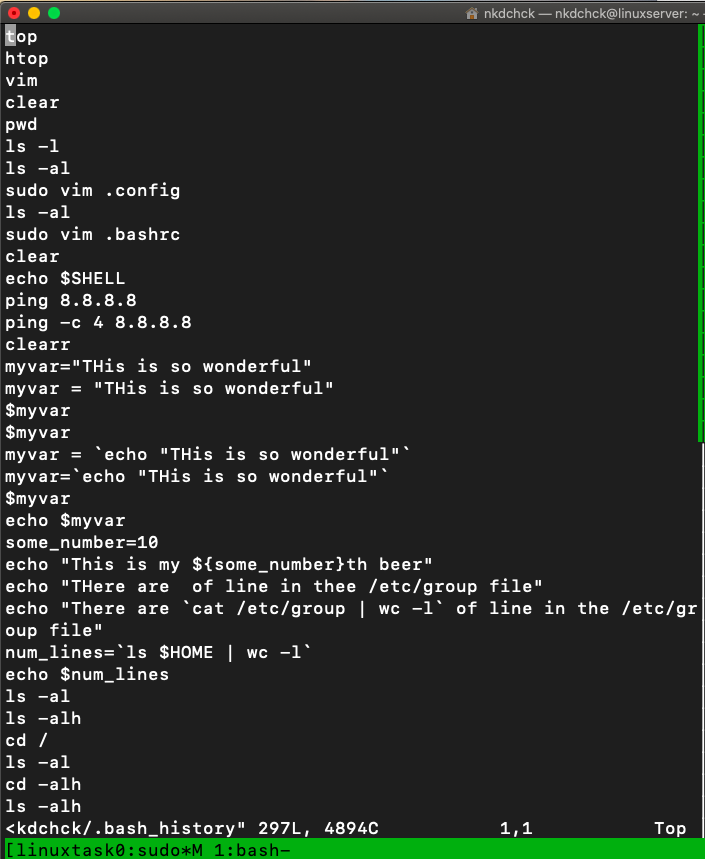 nkdchck — nkdchck@linuxserver: ~ -
top
htop
vim
clear
pwd
ls -l
ls -al
sudo vim .config
ls -al
sudo vim .bashrc
clear
echo $SHELL
ping 8.8.8.8
ping -c 4 8.8.8.8
clearr
myvar="THis is so wonderful"
myvar = "THis is so wonderful"
$myvar
$myvar
myvar = `echo "THis is so wonderful"`
myvar=`echo "THis is so wonderful"`
$myvar
echo $myvar
some_number=10
echo "This is my ${some_number}th beer"
echo "THere are  of line in thee /etc/group file"
echo "There are `cat /etc/group | wc -l` of line in the /etc/gr
oup file"
num_lines=`ls $HOME | wc -l`
echo $num_lines
ls -al
ls -alh
cd /
ls -al
cd -alh
ls -alh
<kdchck/.bash_history" 297L, 4894C 1,1 Top
[linuxtask0:sudo*M 1:bash-